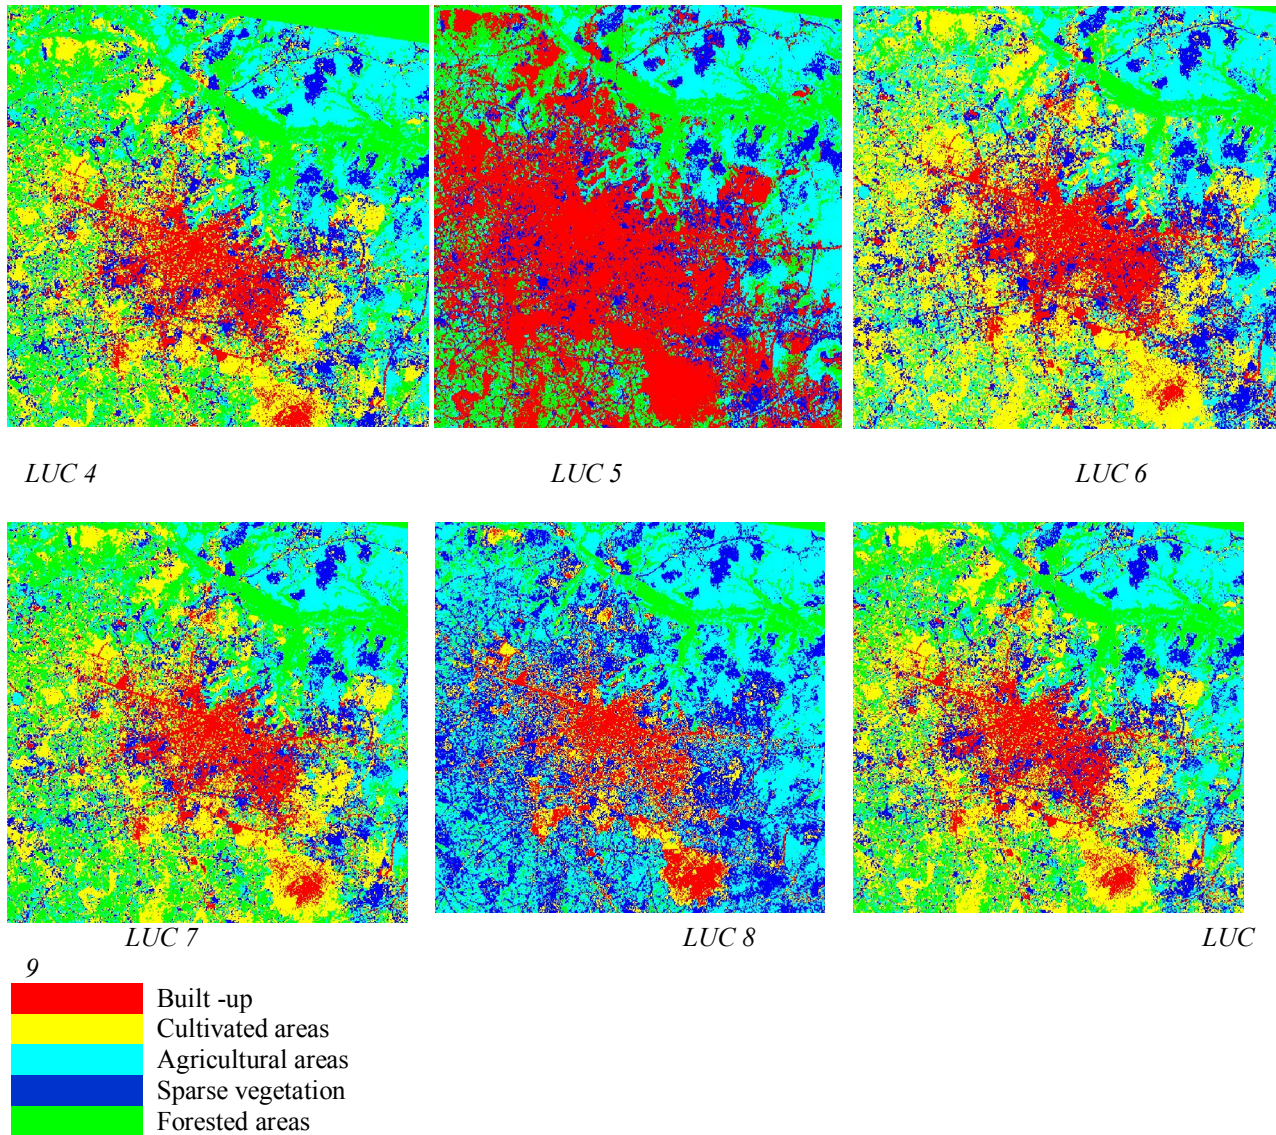 LUC 4 LUC 5 LUC 6
LUC 7 LUC 8 LUC
9
Built -up
Cultivated areas
Agricultural areas
Sparse vegetation
Forested areas